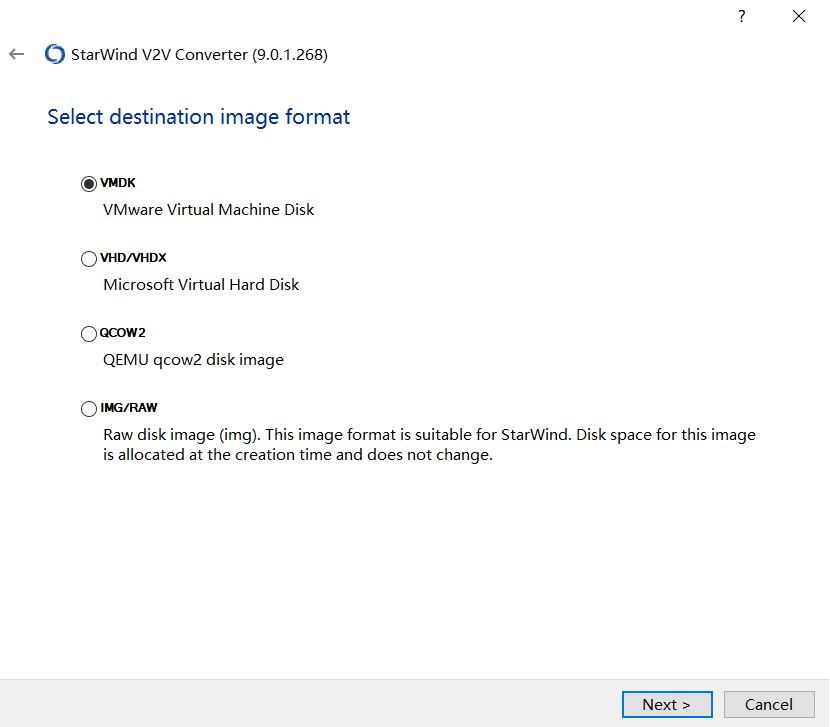 ?
StarWind V2V Converter (9.0.1.268)
Select destination image format
VMDK
VMware Virtual Machine Disk
VHD/VHDX
Microsoft Virtual Hard Disk
QCOW2
QEMU qcow2 disk image
IMG/RAW
Raw disk image (img). This image format is suitable for StarWind. Disk space for this image
is allocated at the creation time and does not change.
Next >
Cancel